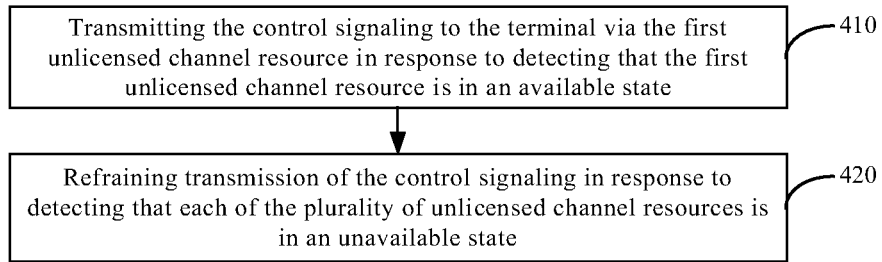 Transmitting the control signaling to the terminal via the first
unlicensed channel resource in response to detecting that the first
unlicensed channel resource is in an available state
410
Refraining transmission of the control signaling in response to
detecting that each of the plurality of unlicensed channel resources is
in an unavailable state
420